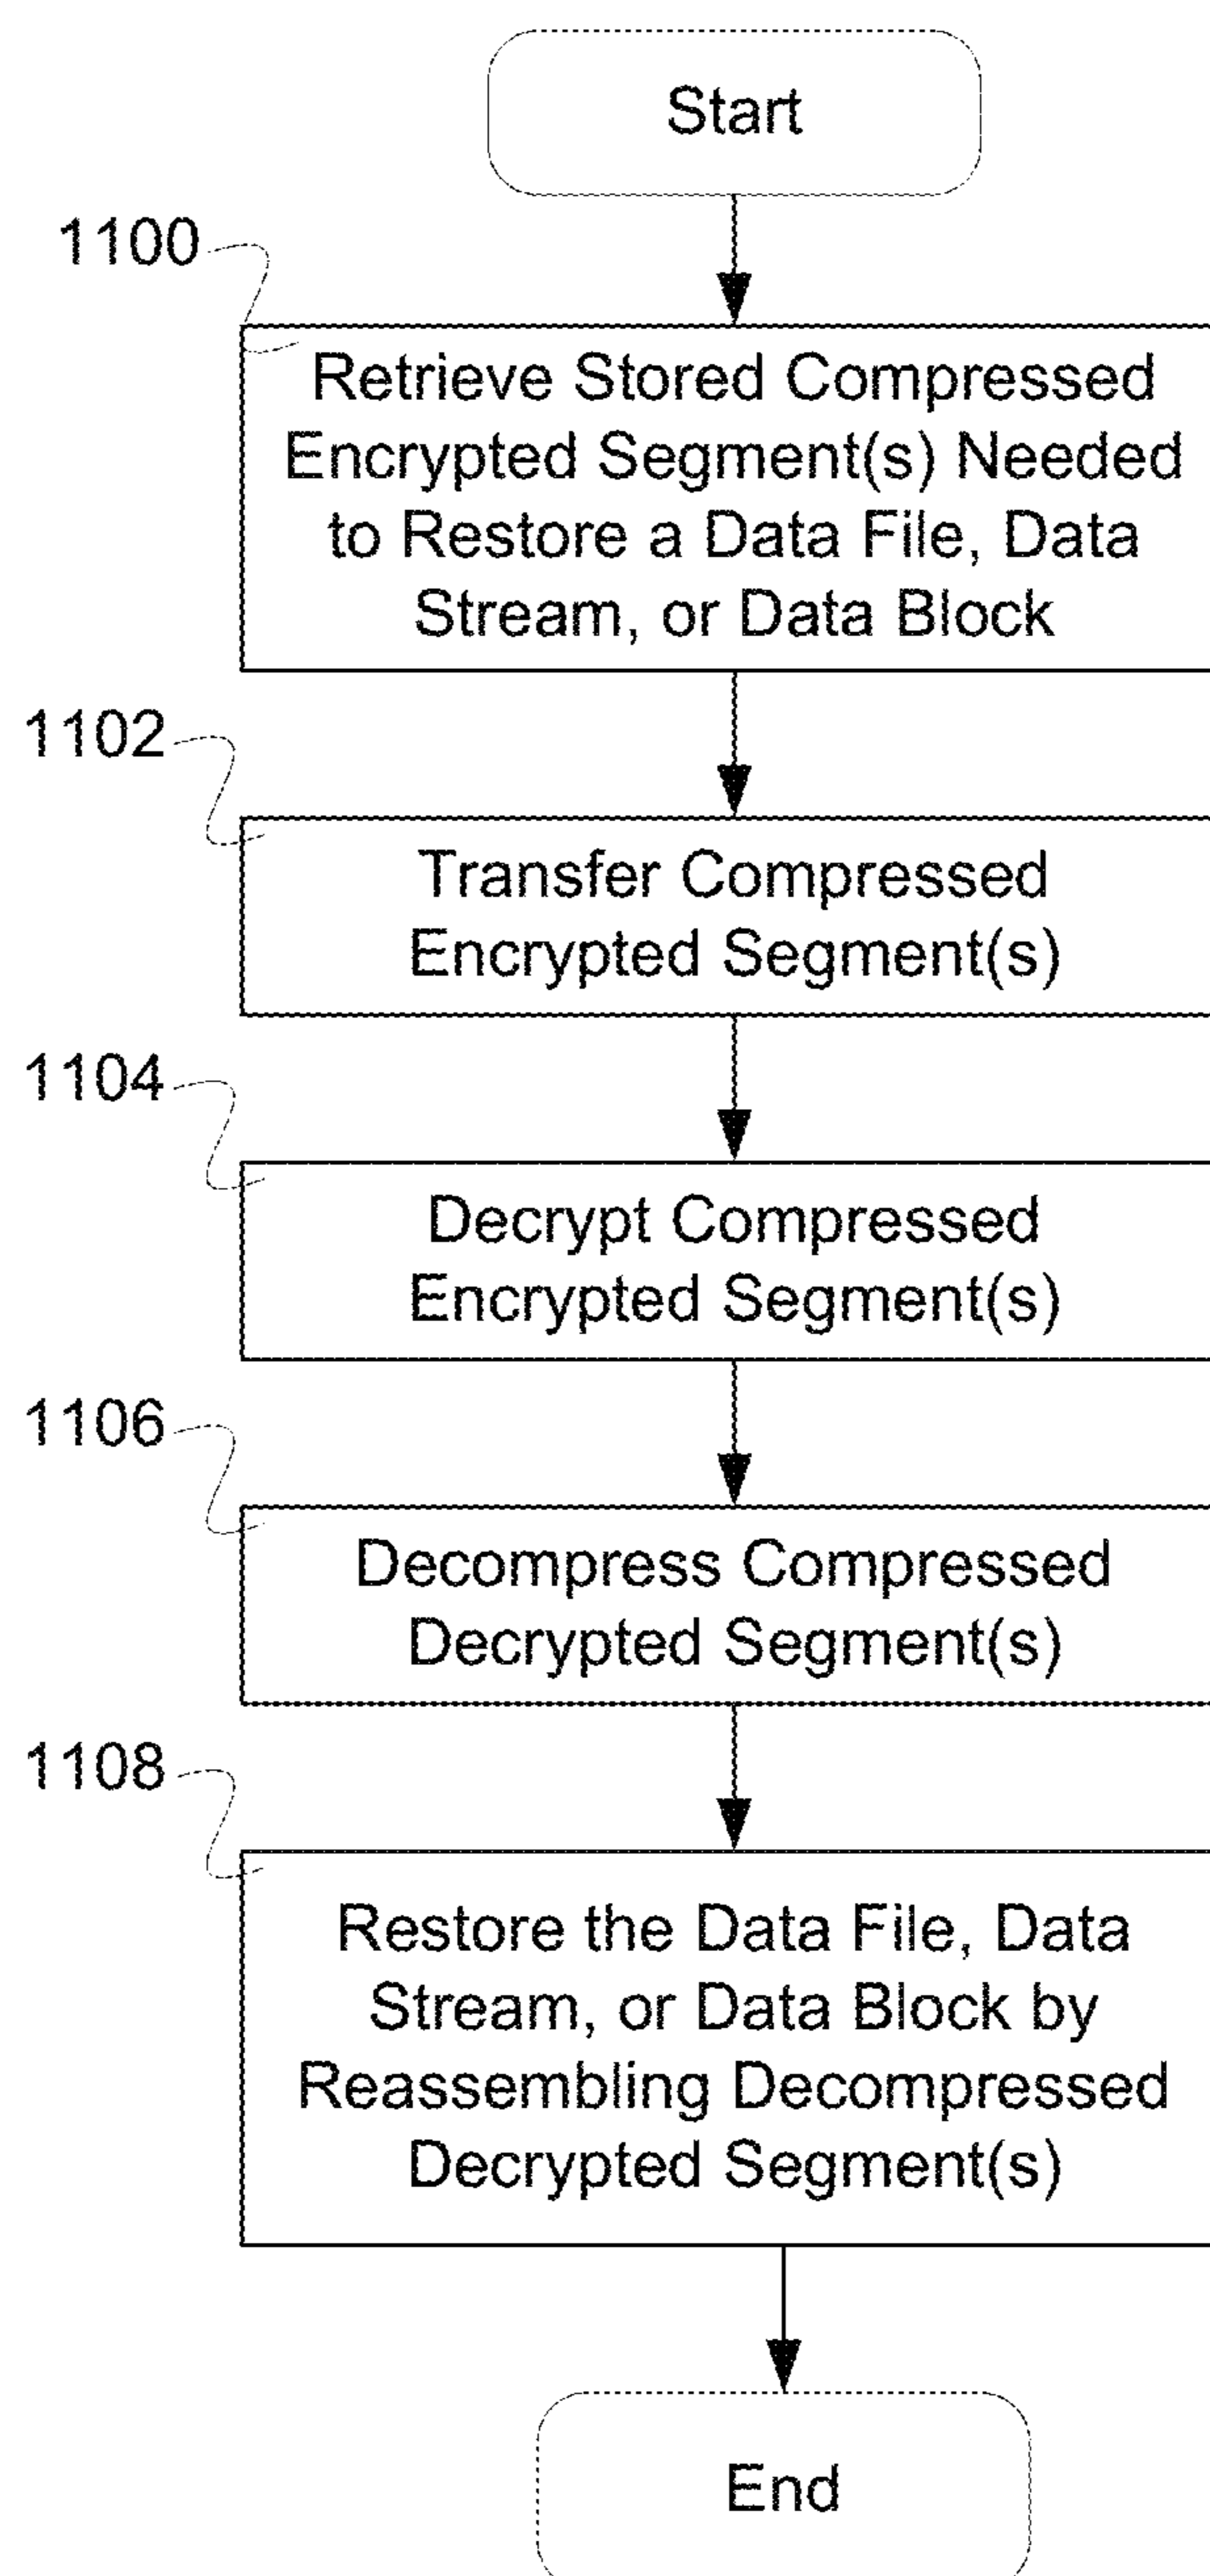 Start
1100
Retrieve Stored Compressed
Encrypted Segment(s) Needed
to Restore a Data File, Data
Stream, or Data Block
1102
Transfer Compressed
Encrypted Segment(s)
1104
Decrypt Compressed
Encrypted Segment(s)
1106
Decompress Compressed
Decrypted Segment(s)
1108
Restore the Data File, Data
Stream, or Data Block by
Reassembling Decompressed
Decrypted Segment(s)
End